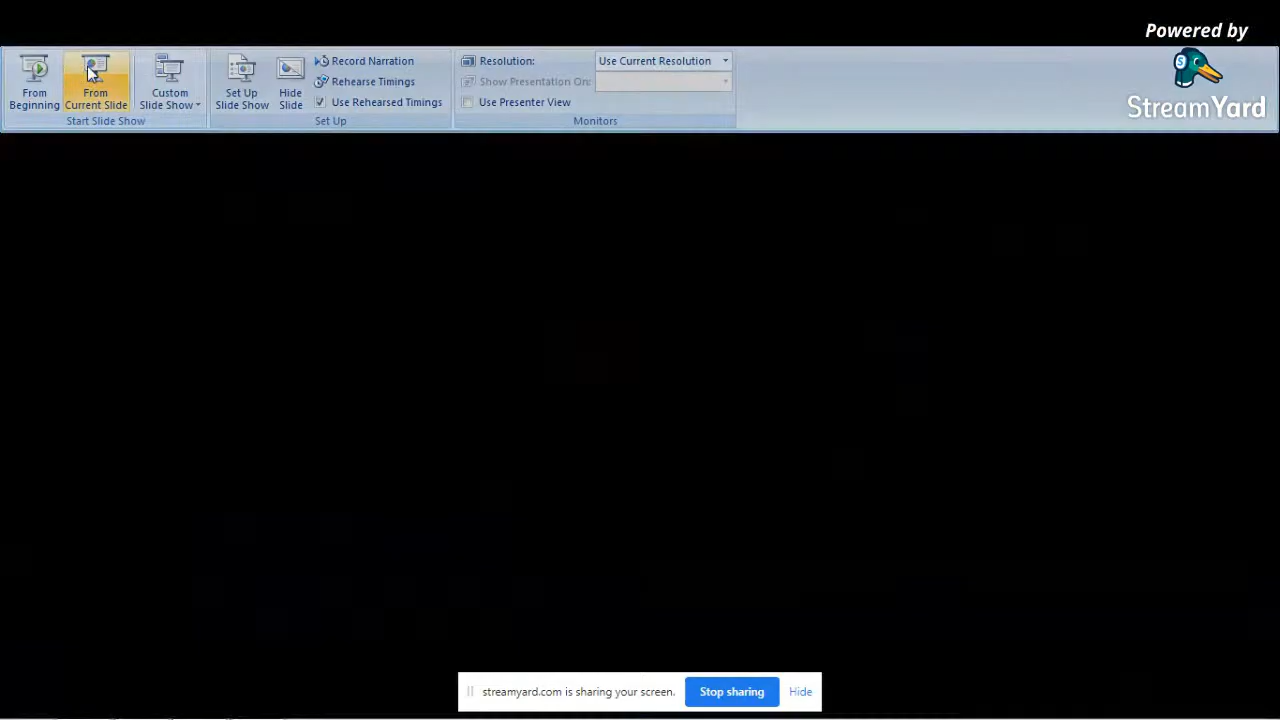 Powered by
StreamYard
From Beginning
From Current Slide
Custom Slide Show
Start Slide Show
Set Up Slide Show
Hide Slide
Record Narration
Rehearse Timings
Use Rehearsed Timings
Set Up
Resolution: Use Current Resolution
Show Presentation On:
Use Presenter View
Monitors
streamyard.com is sharing your screen. Stop sharing Hide